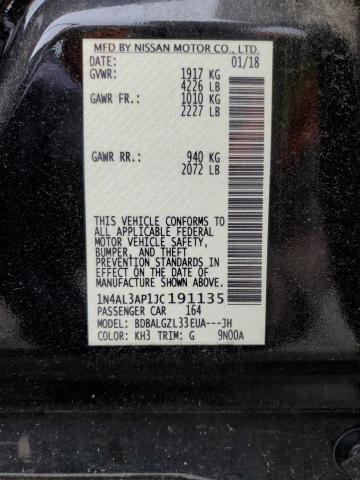 MFD BY NISSAN MOTOR CO., LTD.
DATE: 01/18
GVWR: 1917 KG
4226 LB
GAWR FR: 1010 KG
2227 LB
GAWR RR: 940 KG
2072 LB
THIS VEHICLE CONFORMS TO
ALL APPLICABLE FEDERAL
MOTOR VEHICLE SAFETY,
BUMPER, AND THEFT
PREVENTION STANDARDS
IN EFFECT ON THE DATE OF
MANUFACTURE SHOWN ABOVE.
1N4AL3AP1JC191135
PASSENGER CAR 164
MODEL: BDBALGZL33EUA---JH
COLOR: KH3 TRIM: G 9N00A